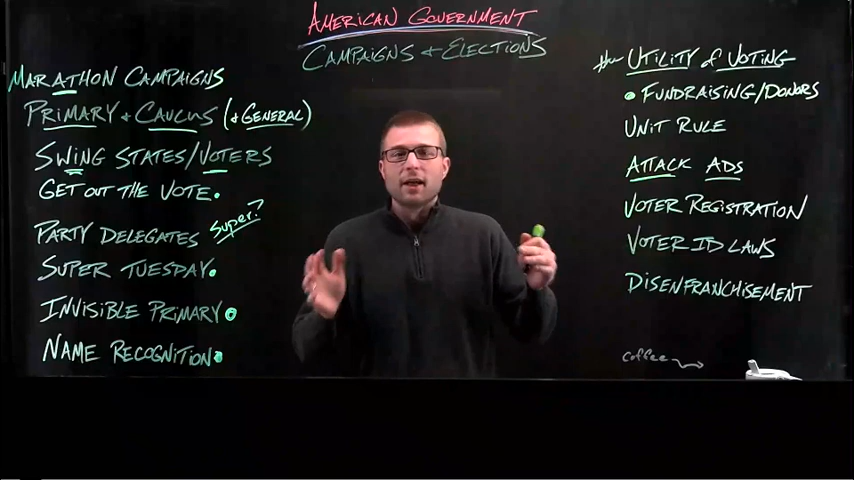 AMERICAN GOVERNMENT
CAMPAIGNS & ELECTIONS
MARATHON CAMPAIGNS
PRIMARY & CAUCUS (& GENERAL)
SWING STATES/VOTERS
GET OUT THE VOTE.
PARTY DELEGATES Super?
SUPER TUESDAY.
INVISIBLE PRIMARY
NAME RECOGNITION
the UTILITY of VOTING
• FUNDRAISING/DONORS
UNIT RULE
ATTACK ADS
VOTER REGISTRATION
VOTER ID LAWS
DISENFRANCHISEMENT
coffee